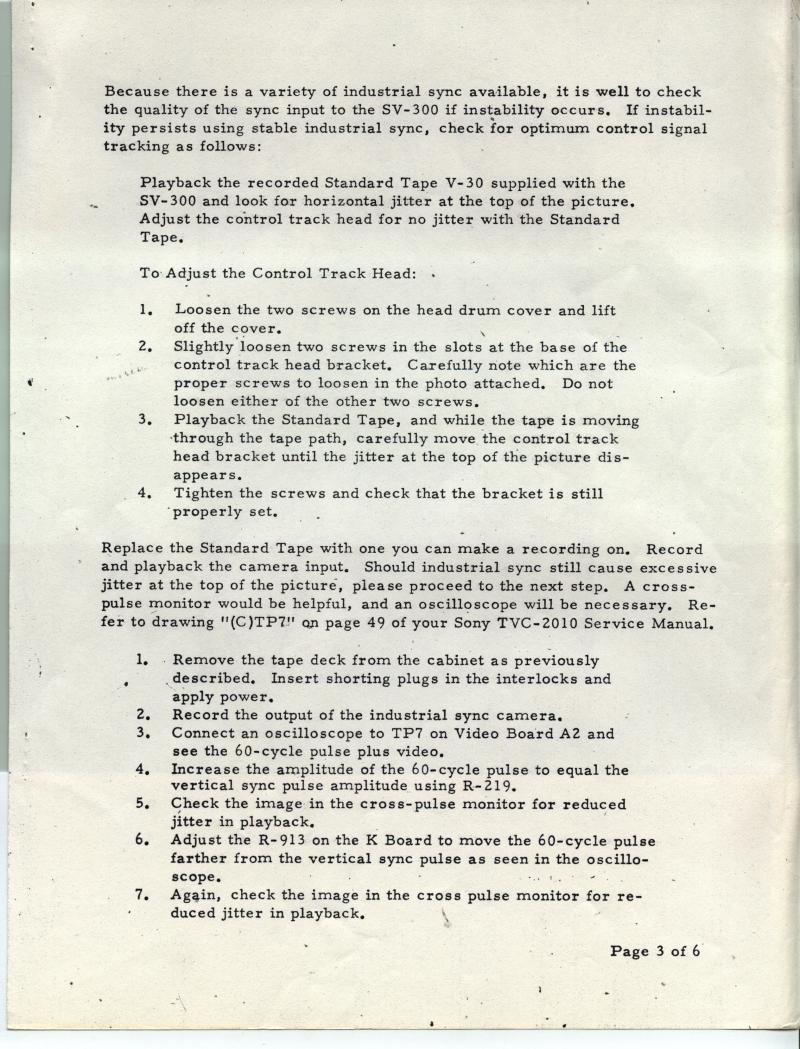 Because there is a variety of industrial sync available, it is well to check
the quality of the sync input to the SV-300 if instability occurs. If instabil-
ity persists using stable industrial sync, check for optimum control signal
tracking as follows:
Playback the recorded Standard Tape V-30 supplied with the
SV-300 and look for horizontal jitter at the top of the picture.
Adjust the control track head for no jitter with the Standard
Tape.
To Adjust the Control Track Head:
1. Loosen the two screws on the head drum cover and lift
off the cover.
2. Slightly loosen two screws in the slots at the base of the
control track head bracket. Carefully note which are the
proper screws to loosen in the photo attached. Do not
loosen either of the other two screws.
3. Playback the Standard Tape, and while the tape is moving
through the tape path, carefully move the control track
head bracket until the jitter at the top of the picture dis-
appears.
4. Tighten the screws and check that the bracket is still
properly set.
Replace the Standard Tape with one you can make a recording on. Record
and playback the camera input. Should industrial sync still cause excessive
jitter at the top of the picture, please proceed to the next step. A cross-
pulse monitor would be helpful, and an oscilloscope will be necessary. Re-
fer to drawing "(C)TP7" on page 49 of your Sony TVC-2010 Service Manual.
1. Remove the tape deck from the cabinet as previously
described. Insert shorting plugs in the interlocks and
apply power.
2. Record the output of the industrial sync camera.
3. Connect an oscilloscope to TP7 on Video Board A2 and
see the 60-cycle pulse plus video.
4. Increase the amplitude of the 60-cycle pulse to equal the
vertical sync pulse amplitude using R-219.
5. Check the image in the cross-pulse monitor for reduced
jitter in playback.
6. Adjust the R-913 on the K Board to move the 60-cycle pulse
farther from the vertical sync pulse as seen in the oscillo-
scope.
7. Again, check the image in the cross pulse monitor for re-
duced jitter in playback.
Page 3 of 6